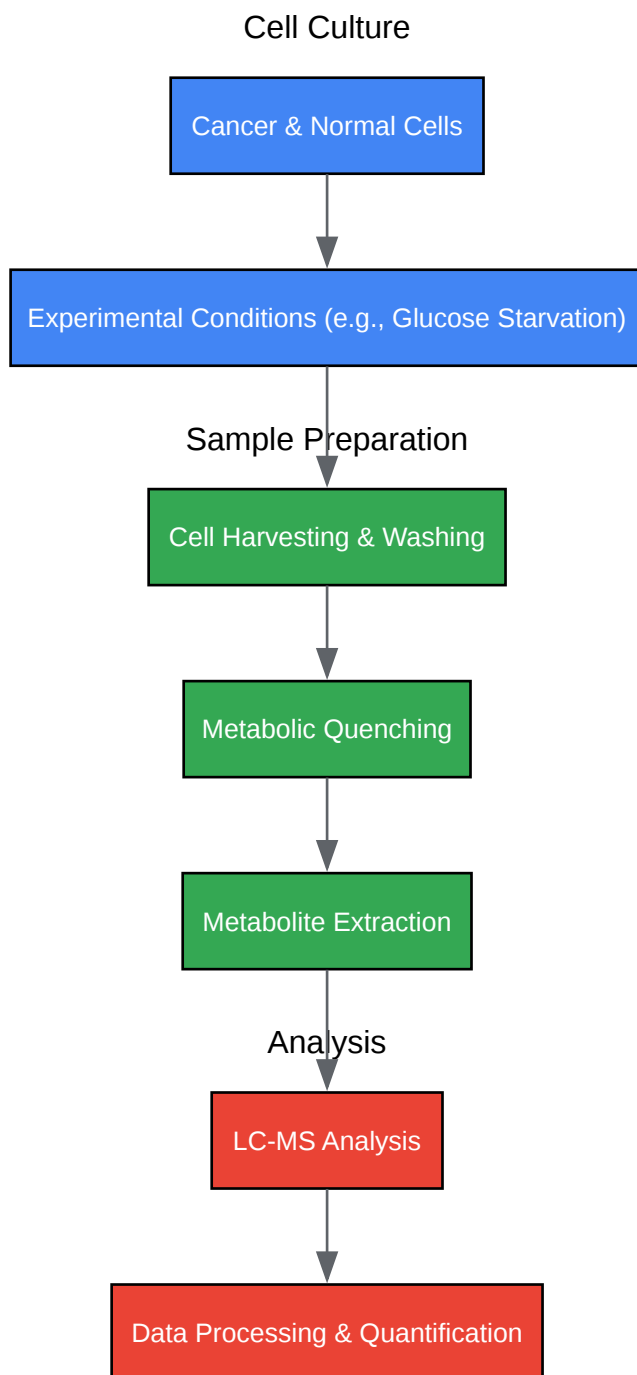 Cell Culture
Cancer & Normal Cells
Experimental Conditions (e.g., Glucose Starvation)
Sample Preparation
Cell Harvesting & Washing
Metabolic Quenching
Metabolite Extraction
Analysis
LC-MS Analysis
Data Processing & Quantification